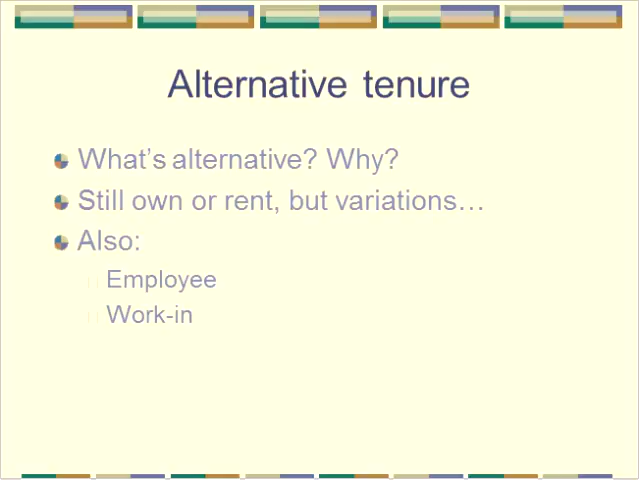 Alternative tenure
What’s alternative? Why?
Still own or rent, but variations…
Also:
Employee
Work-in